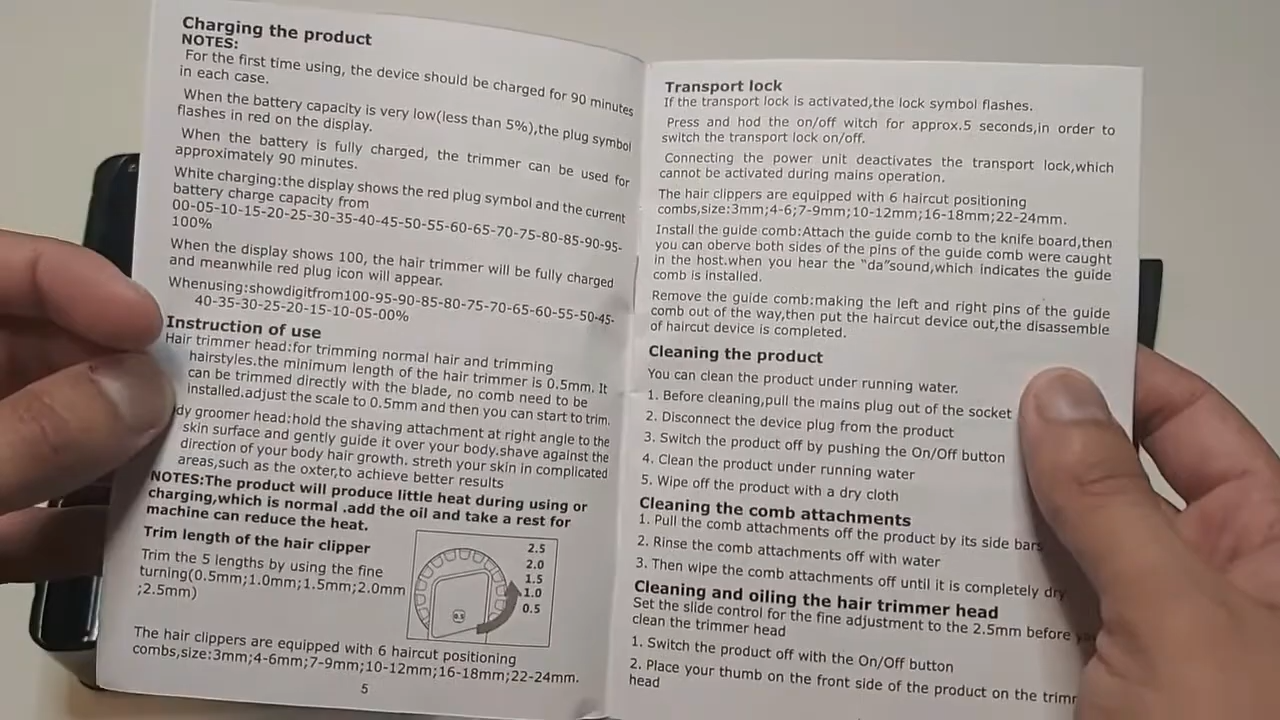 Charging the product
NOTES:
For the first time using, the device should be charged for 90 minutes
in each case.
When the battery capacity is very low(less than 5%),the plug symbol
flashes in red on the display.
When the battery is fully charged, the trimmer can be used for
approximately 90 minutes.
White charging:the display shows the red plug symbol and the current
battery charge capacity from
00-05-10-15-20-25-30-35-40-45-50-55-60-65-70-75-80-85-90-95-
100%
When the display shows 100, the hair trimmer will be fully charged
and meanwhile red plug icon will appear.
Whenusing:showdigitfrom100-95-90-85-80-75-70-65-60-55-50-45-
40-35-30-25-20-15-10-05-00%
Instruction of use
Hair trimmer head:for trimming normal hair and trimming
hairstyles.the minimum length of the hair trimmer is 0.5mm. It
can be trimmed directly with the blade, no comb need to be
installed.adjust the scale to 0.5mm and then you can start to trim.
dy groomer head:hold the shaving attachment at right angle to the
skin surface and gently guide it over your body.shave against the
direction of your body hair growth. stretch your skin in complicated
areas,such as the oxter,to achieve better results
NOTES:The product will produce little heat during using or
charging,which is normal .add the oil and take a rest for
machine can reduce the heat.
Trim length of the hair clipper
Trim the 5 lengths by using the fine
turning(0.5mm;1.0mm;1.5mm;2.0mm
;2.5mm)
2.5
2.0
1.5
1.0
0.5
0.5
The hair clippers are equipped with 6 haircut positioning
combs,size:3mm;4-6mm;7-9mm;10-12mm;16-18mm;22-24mm.
5
Transport lock
If the transport lock is activated,the lock symbol flashes.
Press and hod the on/off witch for approx.5 seconds,in order to
switch the transport lock on/off.
Connecting the power unit deactivates the transport lock,which
cannot be activated during mains operation.
The hair clippers are equipped with 6 haircut positioning
combs,size:3mm;4-6;7-9mm;10-12mm;16-18mm;22-24mm.
Install the guide comb:Attach the guide comb to the knife board,then
you can oberve both sides of the pins of the guide comb were caught
in the host.when you hear the "da"sound,which indicates the guide
comb is installed.
Remove the guide comb:making the left and right pins of the guide
comb out of the way,then put the haircut device out,the disassemble
of haircut device is completed.
Cleaning the product
You can clean the product under running water.
1. Before cleaning,pull the mains plug out of the socket
2. Disconnect the device plug from the product
3. Switch the product off by pushing the On/Off button
4. Clean the product under running water
5. Wipe off the product with a dry cloth
Cleaning the comb attachments
1. Pull the comb attachments off the product by its side bars
2. Rinse the comb attachments off with water
3. Then wipe the comb attachments off until it is completely dry
Cleaning and oiling the hair trimmer head
Set the slide control for the fine adjustment to the 2.5mm before
clean the trimmer head
1. Switch the product off with the On/Off button
2. Place your thumb on the front side of the product on the
head